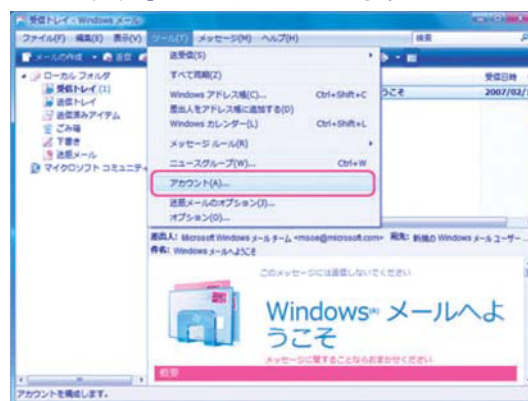 受信トレイ - Windows メール
ファイル(F) 編集(E) 表示(V) ツール(T) メッセージ(M) ヘルプ(H)
検索
メールの作成 返信
送受信(S)
すべて同期(Z)
Windows アドレス帳(C)... Ctrl+Shift+C
差出人をアドレス帳に追加する(D)
Windows カレンダー(L) Ctrl+Shift+L
メッセージ ルール(R)
ニュースグループ(W)... Ctrl+W
アカウント(A)...
迷惑メールのオプション(J)...
オプション(O)...
ローカル フォルダ
受信トレイ (1)
送信トレイ
送信済みアイテム
ごみ箱
下書き
迷惑メール
マイクロソフト コミュニティ
受信日時
うこそ 2007/02/
差出人: Microsoft Windows メール チーム <msoe@microsoft.com> 宛先: 新規の Windows メール ユーザー...
件名: Windows メールへようこそ
このメッセージには返信しないでください
Windows メールへよ
うこそ
メッセージに関することならおまかせください
概要
アカウントを構成します。